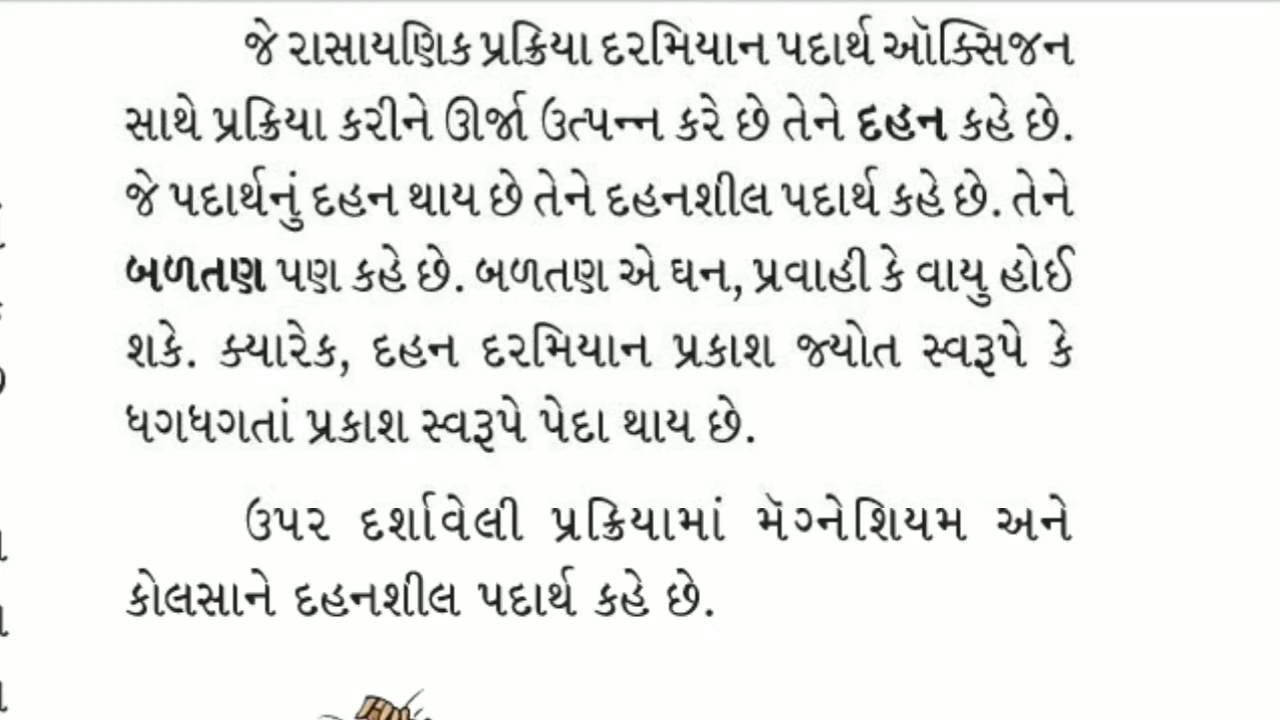 જે રાસાયણિક પ્રક્રિયા દરમિયાન પદાર્થ ઑક્સિજન
સાથે પ્રક્રિયા કરીને ઊર્જા ઉત્પન્ન કરે છે તેને દહન કહે છે.
જે પદાર્થનું દહન થાય છે તેને દહનશીલ પદાર્થ કહે છે. તેને
બળતણ પણ કહે છે. બળતણ એ ઘન, પ્રવાહી કે વાયુ હોઈ
શકે. ક્યારેક, દહન દરમિયાન પ્રકાશ જ્યોત સ્વરૂપે કે
ધગધગતાં પ્રકાશ સ્વરૂપે પેદા થાય છે.
ઉપર દર્શાવેલી પ્રક્રિયામાં મૅગ્નેશિયમ અને
કોલસાને દહનશીલ પદાર્થ કહે છે.